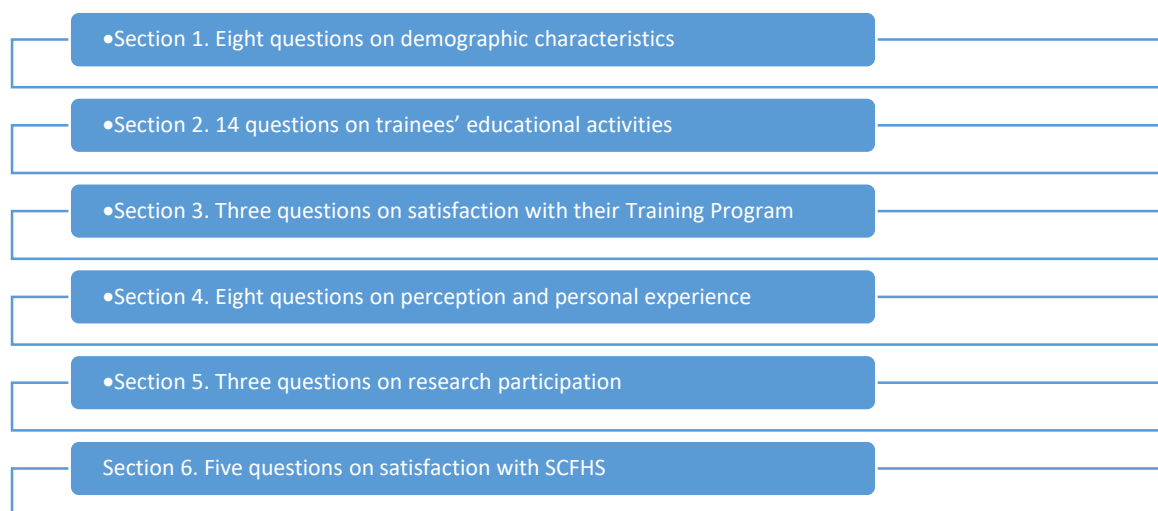 •Section 1. Eight questions on demographic characteristics
•Section 2. 14 questions on trainees’ educational activities
•Section 3. Three questions on satisfaction with their Training Program
•Section 4. Eight questions on perception and personal experience
•Section 5. Three questions on research participation
Section 6. Five questions on satisfaction with SCFHS